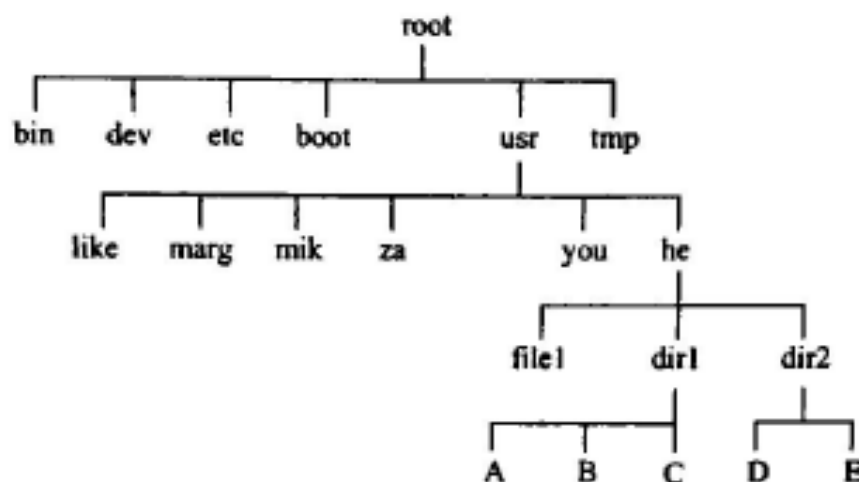 root
bin dev etc boot usr tmp
like marg mik za you he
file1 dir1 dir2
A B C D E